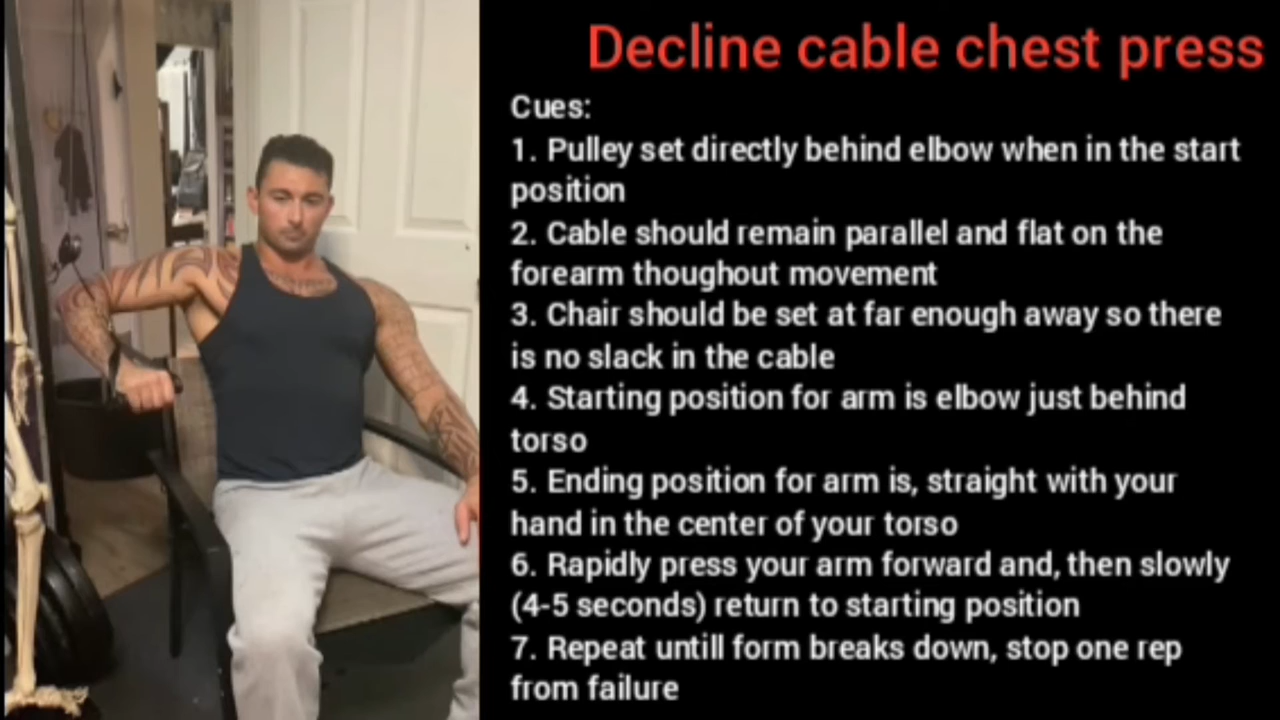 Decline cable chest press
Cues:
1. Pulley set directly behind elbow when in the start
position
2. Cable should remain parallel and flat on the
forearm thoughout movement
3. Chair should be set at far enough away so there
is no slack in the cable
4. Starting position for arm is elbow just behind
torso
5. Ending position for arm is, straight with your
hand in the center of your torso
6. Rapidly press your arm forward and, then slowly
(4-5 seconds) return to starting position
7. Repeat untill form breaks down, stop one rep
from failure